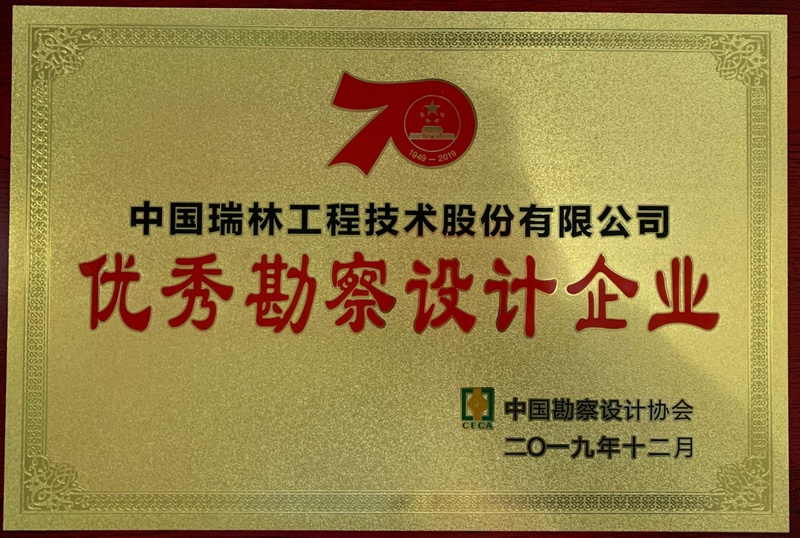 70
1949－2019
中国瑞林工程技术股份有限公司
优秀勘察设计企业
CECA
中国勘察设计协会
二〇一九年十二月